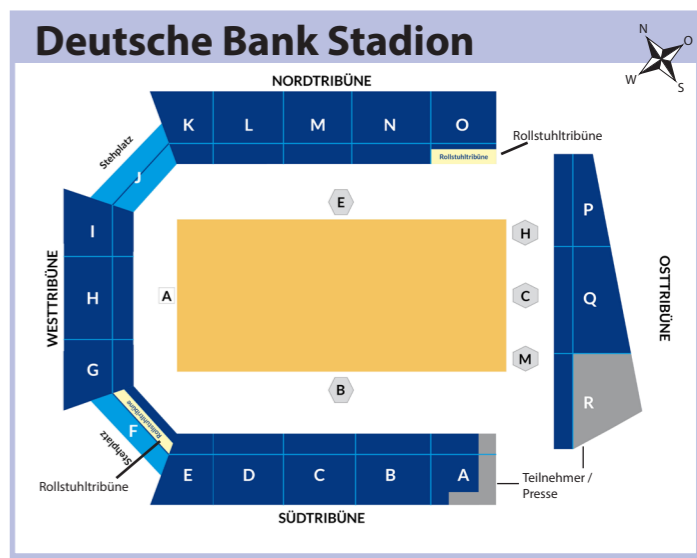 Deutsche Bank Stadion
N
O
W
S
NORDTRIBÜNE
K L M N O
Rollstuhltribüne
Rollstuhltribüne
Stehplatz
J
E
P
I
H
WESTTRIBÜNE
H
A
C
Q
OSTTRIBÜNE
G
M
B
R
F
Rollstuhltribüne
Stehplatz
Rollstuhltribüne
E D C B A
Teilnehmer /
Presse
SÜDTRIBÜNE